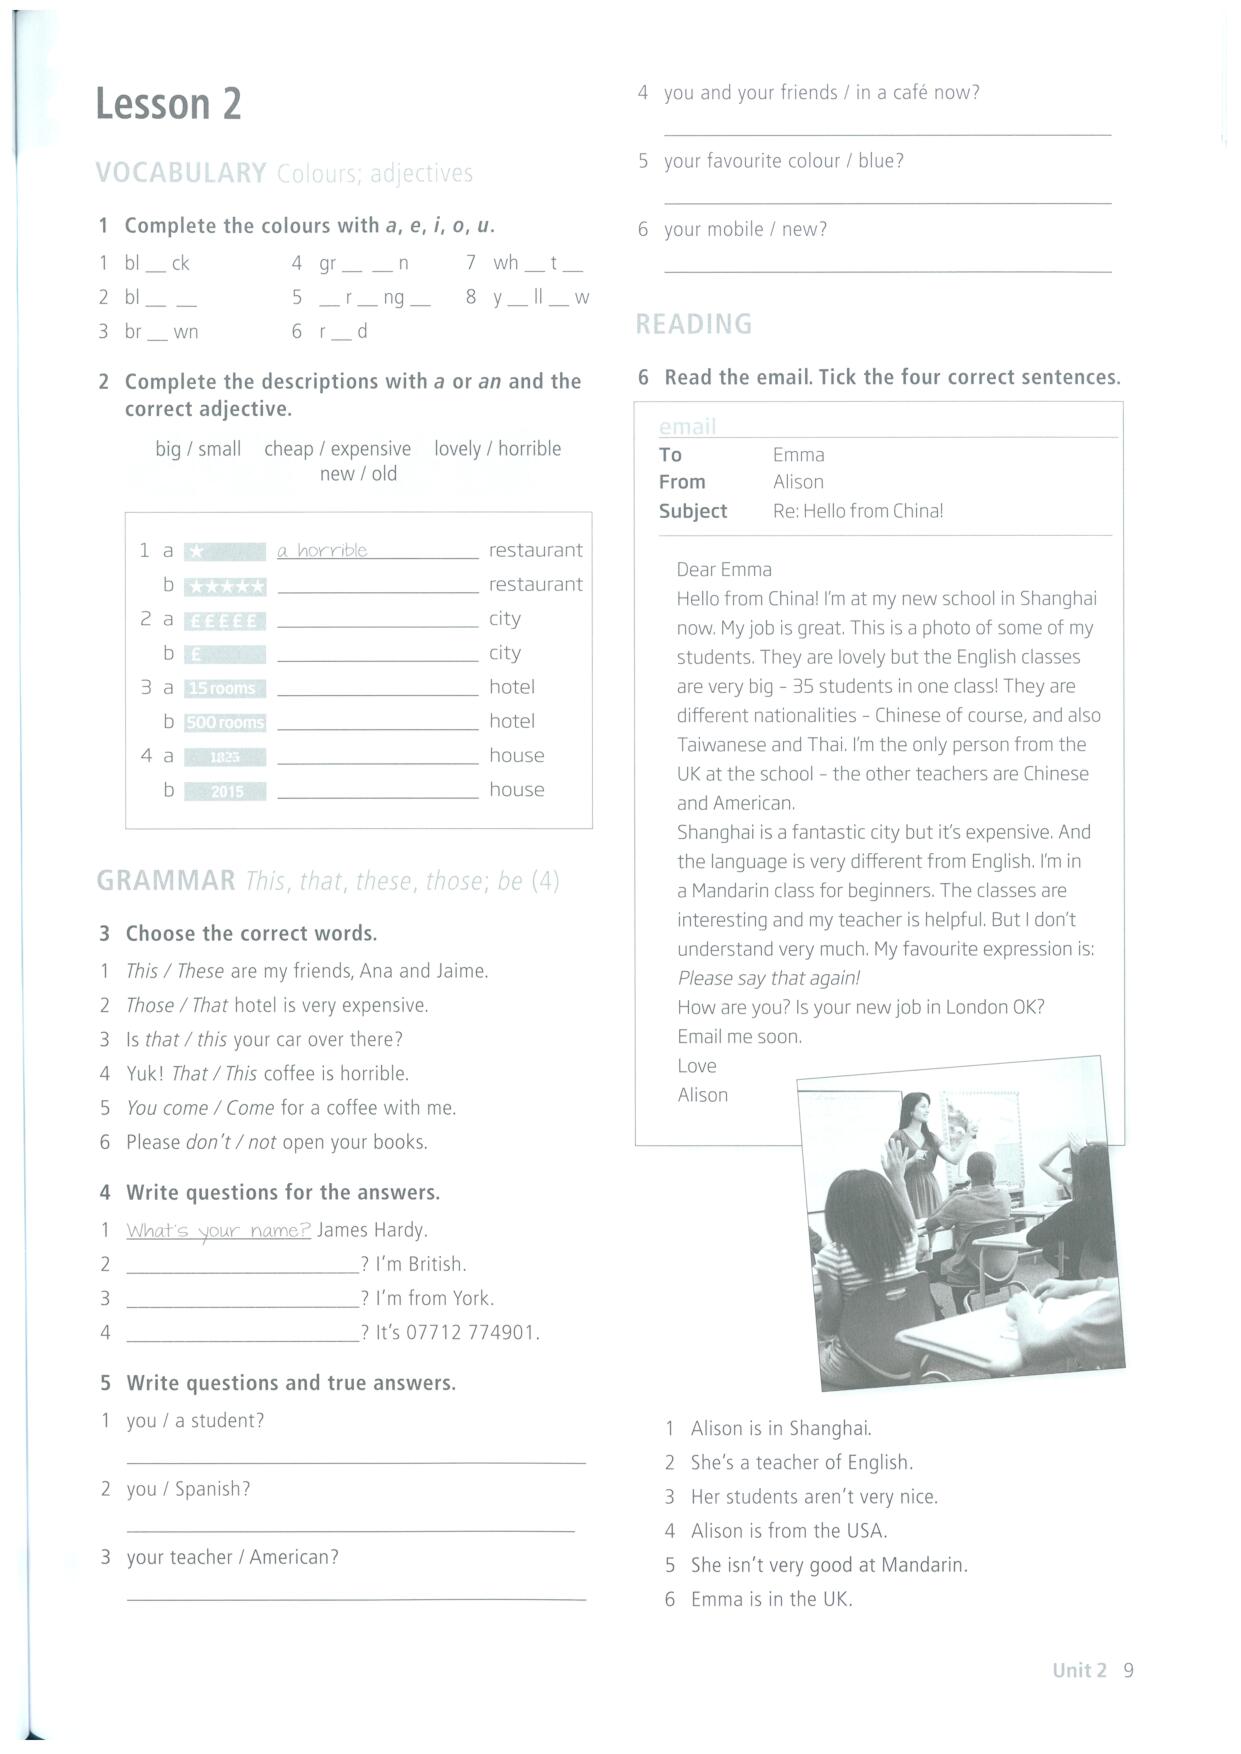 Lesson 2
VOCABULARY Colours; adjectives
1 Complete the colours with a, e, i, o, u.
1 bl __ ck 4 gr __ __ n 7 wh __ t __
2 bl __ __ 5 __ r __ ng __ 8 y __ ll __ w
3 br __ wn 6 r __ d
2 Complete the descriptions with a or an and the
correct adjective.
big / small cheap / expensive lovely / horrible
new / old
1 a ★ a horrible restaurant
b ★★★★★ ____ restaurant
2 a £££££ ____ city
b £ ____ city
3 a 15 rooms ____ hotel
b 500 rooms ____ hotel
4 a 1825 ____ house
b 2015 ____ house
GRAMMAR This, that, these, those; be (4)
3 Choose the correct words.
1 This / These are my friends, Ana and Jaime.
2 Those / That hotel is very expensive.
3 Is that / this your car over there?
4 Yuk! That / This coffee is horrible.
5 You come / Come for a coffee with me.
6 Please don't / not open your books.
4 Write questions for the answers.
1 What's your name? James Hardy.
2 ____? I'm British.
3 ____? I'm from York.
4 ____? It's 07712 774901.
5 Write questions and true answers.
1 you / a student?
2 you / Spanish?
3 your teacher / American?
4 you and your friends / in a café now?
5 your favourite colour / blue?
6 your mobile / new?
READING
6 Read the email. Tick the four correct sentences.
email
To Emma
From Alison
Subject Re: Hello from China!
Dear Emma
Hello from China! I'm at my new school in Shanghai
now. My job is great. This is a photo of some of my
students. They are lovely but the English classes
are very big – 35 students in one class! They are
different nationalities – Chinese of course, and also
Taiwanese and Thai. I'm the only person from the
UK at the school – the other teachers are Chinese
and American.
Shanghai is a fantastic city but it's expensive. And
the language is very different from English. I'm in
a Mandarin class for beginners. The classes are
interesting and my teacher is helpful. But I don't
understand very much. My favourite expression is:
Please say that again!
How are you? Is your new job in London OK?
Email me soon.
Love
Alison
1 Alison is in Shanghai.
2 She's a teacher of English.
3 Her students aren't very nice.
4 Alison is from the USA.
5 She isn't very good at Mandarin.
6 Emma is in the UK.
Unit 2 9